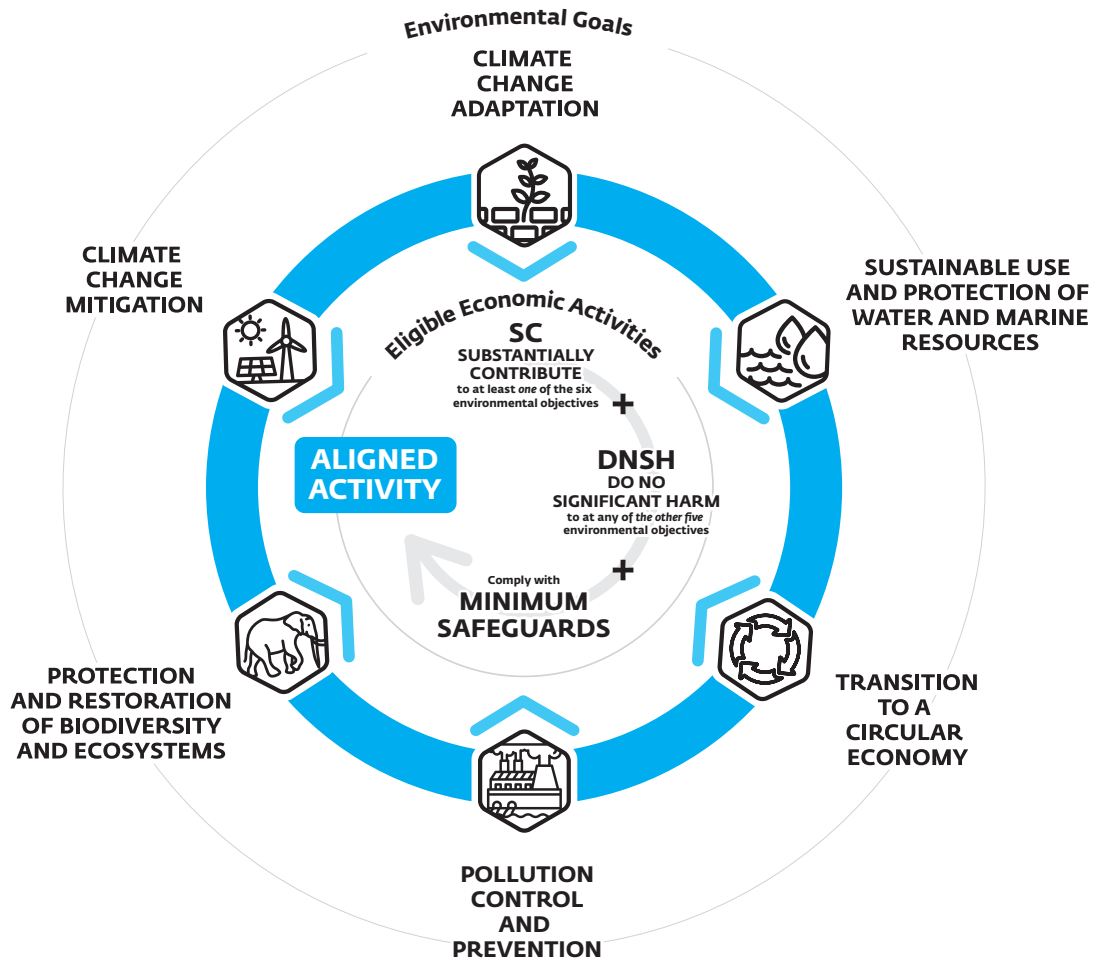 Environmental Goals
CLIMATE
CHANGE
ADAPTATION
CLIMATE
CHANGE
MITIGATION
SUSTAINABLE USE
AND PROTECTION OF
WATER AND MARINE
RESOURCES
Eligible Economic Activities
SC
SUBSTANTIALLY
CONTRIBUTE
to at least one of the six
environmental objectives
+
ALIGNED
ACTIVITY
DNSH
DO NO
SIGNIFICANT HARM
to at any of the other five
environmental objectives
+
Comply with
MINIMUM
SAFEGUARDS
PROTECTION
AND RESTORATION
OF BIODIVERSITY
AND ECOSYSTEMS
TRANSITION
TO A
CIRCULAR
ECONOMY
POLLUTION
CONTROL
AND
PREVENTION